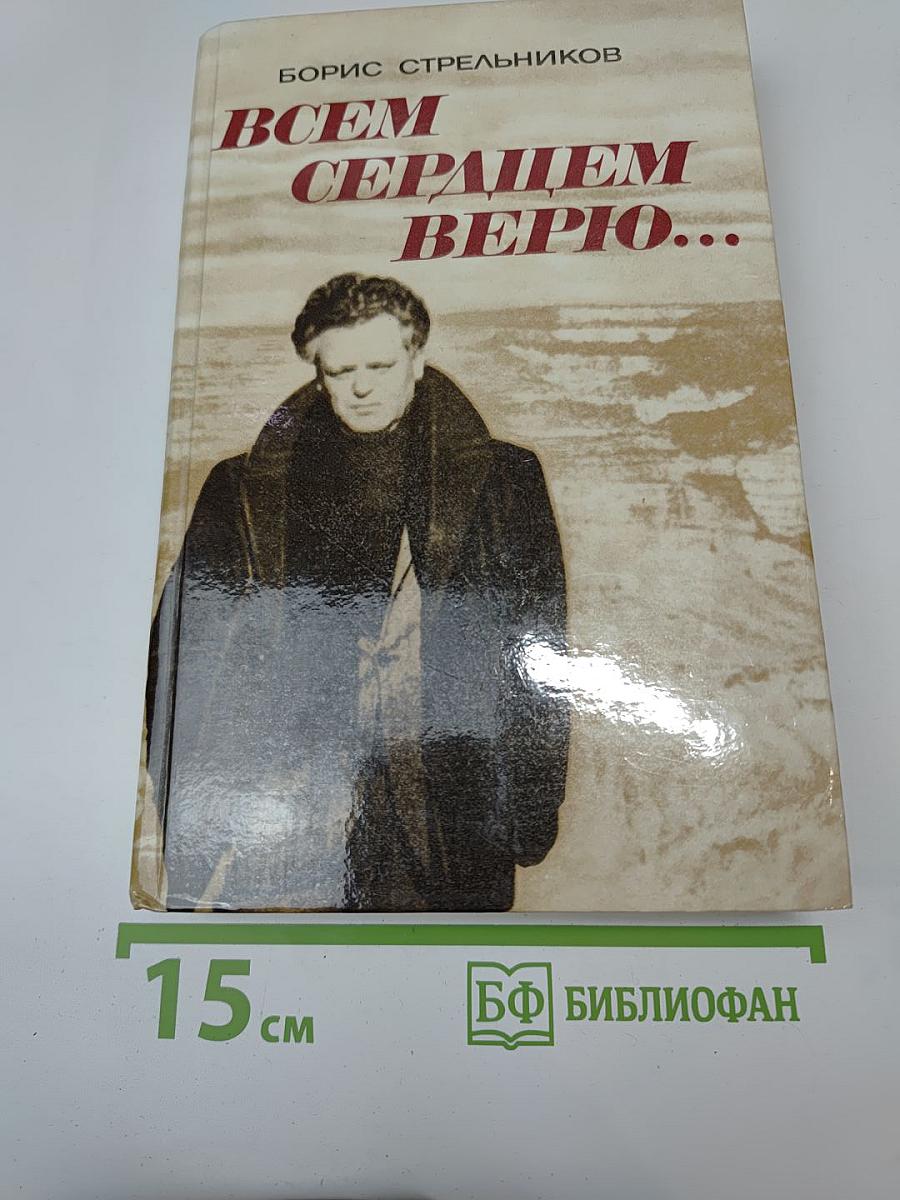 БОРИС СТРЕЛЬНИКОВ
ВСЕМ
СЕРДЦЕМ
ВЕРЮ...
15 см
БФ БИБЛИОФАН